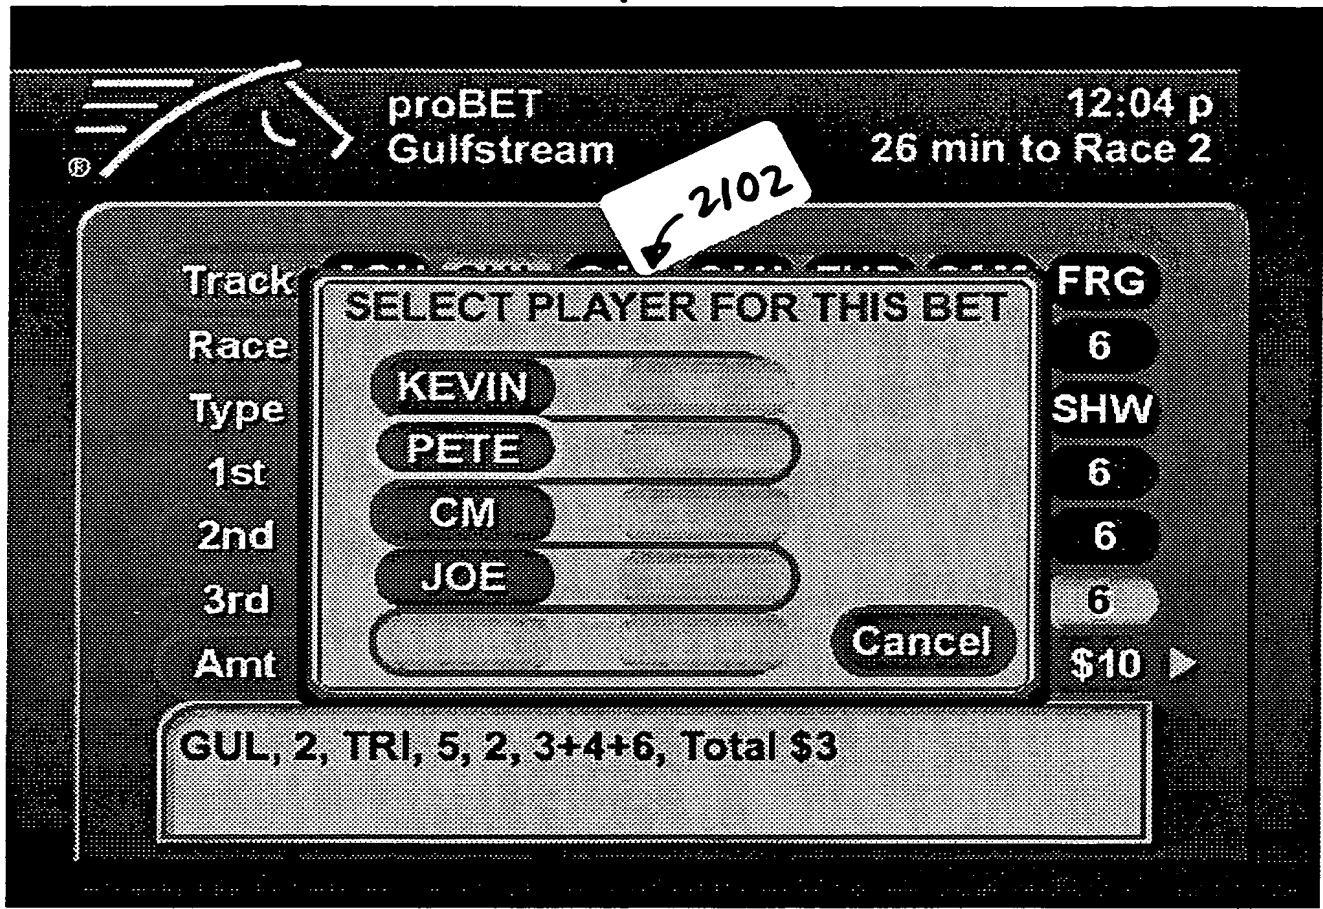 proBET
12:04 p
Gulfstream
26 min to Race 2
®
2102
Track
FRG
SELECT PLAYER FOR THIS BET
Race
6
KEVIN
Type
SHW
PETE
1st
6
CM
2nd
6
JOE
3rd
6
Cancel
Amt
$10
GUL, 2, TRI, 5, 2, 3+4+6, Total $3